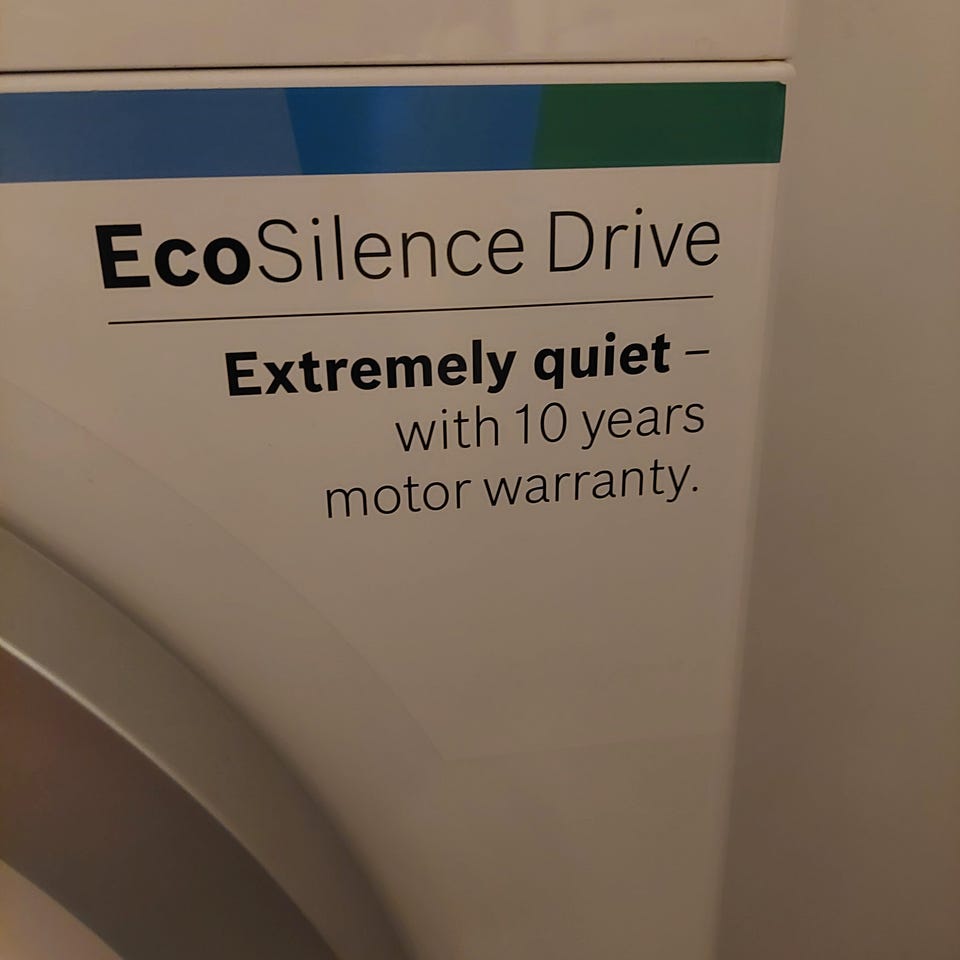 EcoSilence Drive
Extremely quiet –
with 10 years
motor warranty.